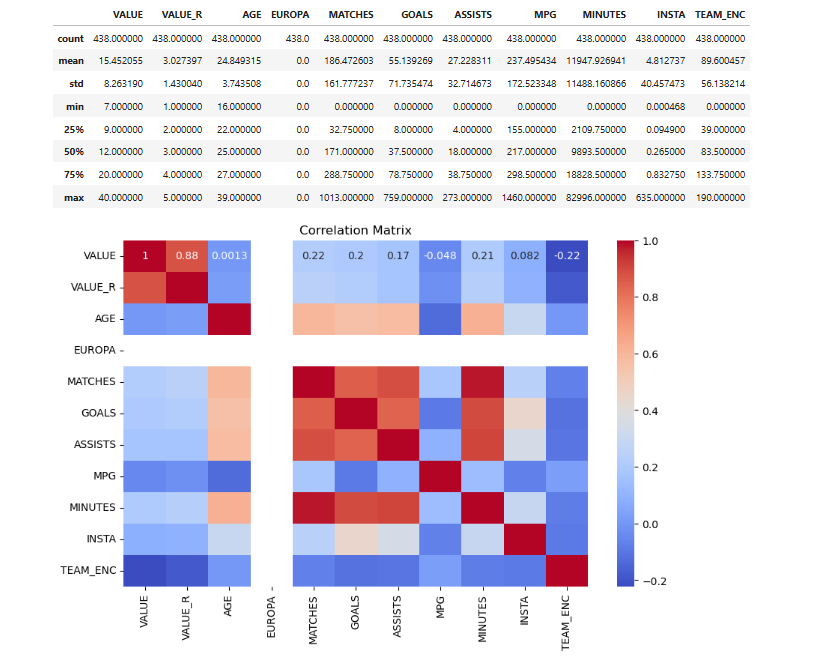 VALUE VALUE_R AGE EUROPA MATCHES GOALS ASSISTS MPG MINUTES INSTA TEAM_ENC
count 438.000000 438.000000 438.000000 438.0 438.000000 438.000000 438.000000 438.000000 438.000000 438.000000 438.000000
mean 15.452055 3.027397 24.849315 0.0 186.472603 55.139269 27.228311 237.495434 11947.926941 4.812737 89.600457
std 8.263190 1.430040 3.743508 0.0 161.777237 71.735474 32.714673 172.523348 11488.160866 40.457473 56.138214
min 7.000000 1.000000 16.000000 0.0 0.000000 0.000000 0.000000 0.000000 0.000000 0.000468 0.000000
25% 9.000000 2.000000 22.000000 0.0 32.750000 8.000000 4.000000 155.000000 2109.750000 0.094900 39.000000
50% 12.000000 3.000000 25.000000 0.0 171.000000 37.500000 18.000000 217.000000 9893.500000 0.265000 83.500000
75% 20.000000 4.000000 27.000000 0.0 288.750000 78.750000 38.750000 298.500000 18828.500000 0.832750 133.750000
max 40.000000 5.000000 39.000000 0.0 1013.000000 759.000000 273.000000 1460.000000 82996.000000 635.000000 190.000000
Correlation Matrix
VALUE 1 0.88 0.0013 0.22 0.2 0.17 -0.048 0.21 0.082 -0.22
VALUE_R
AGE
EUROPA
MATCHES
GOALS
ASSISTS
MPG
MINUTES
INSTA
TEAM_ENC
VALUE VALUE_R AGE EUROPA MATCHES GOALS ASSISTS MPG MINUTES INSTA TEAM_ENC
1.0
0.8
0.6
0.4
0.2
0.0
−0.2